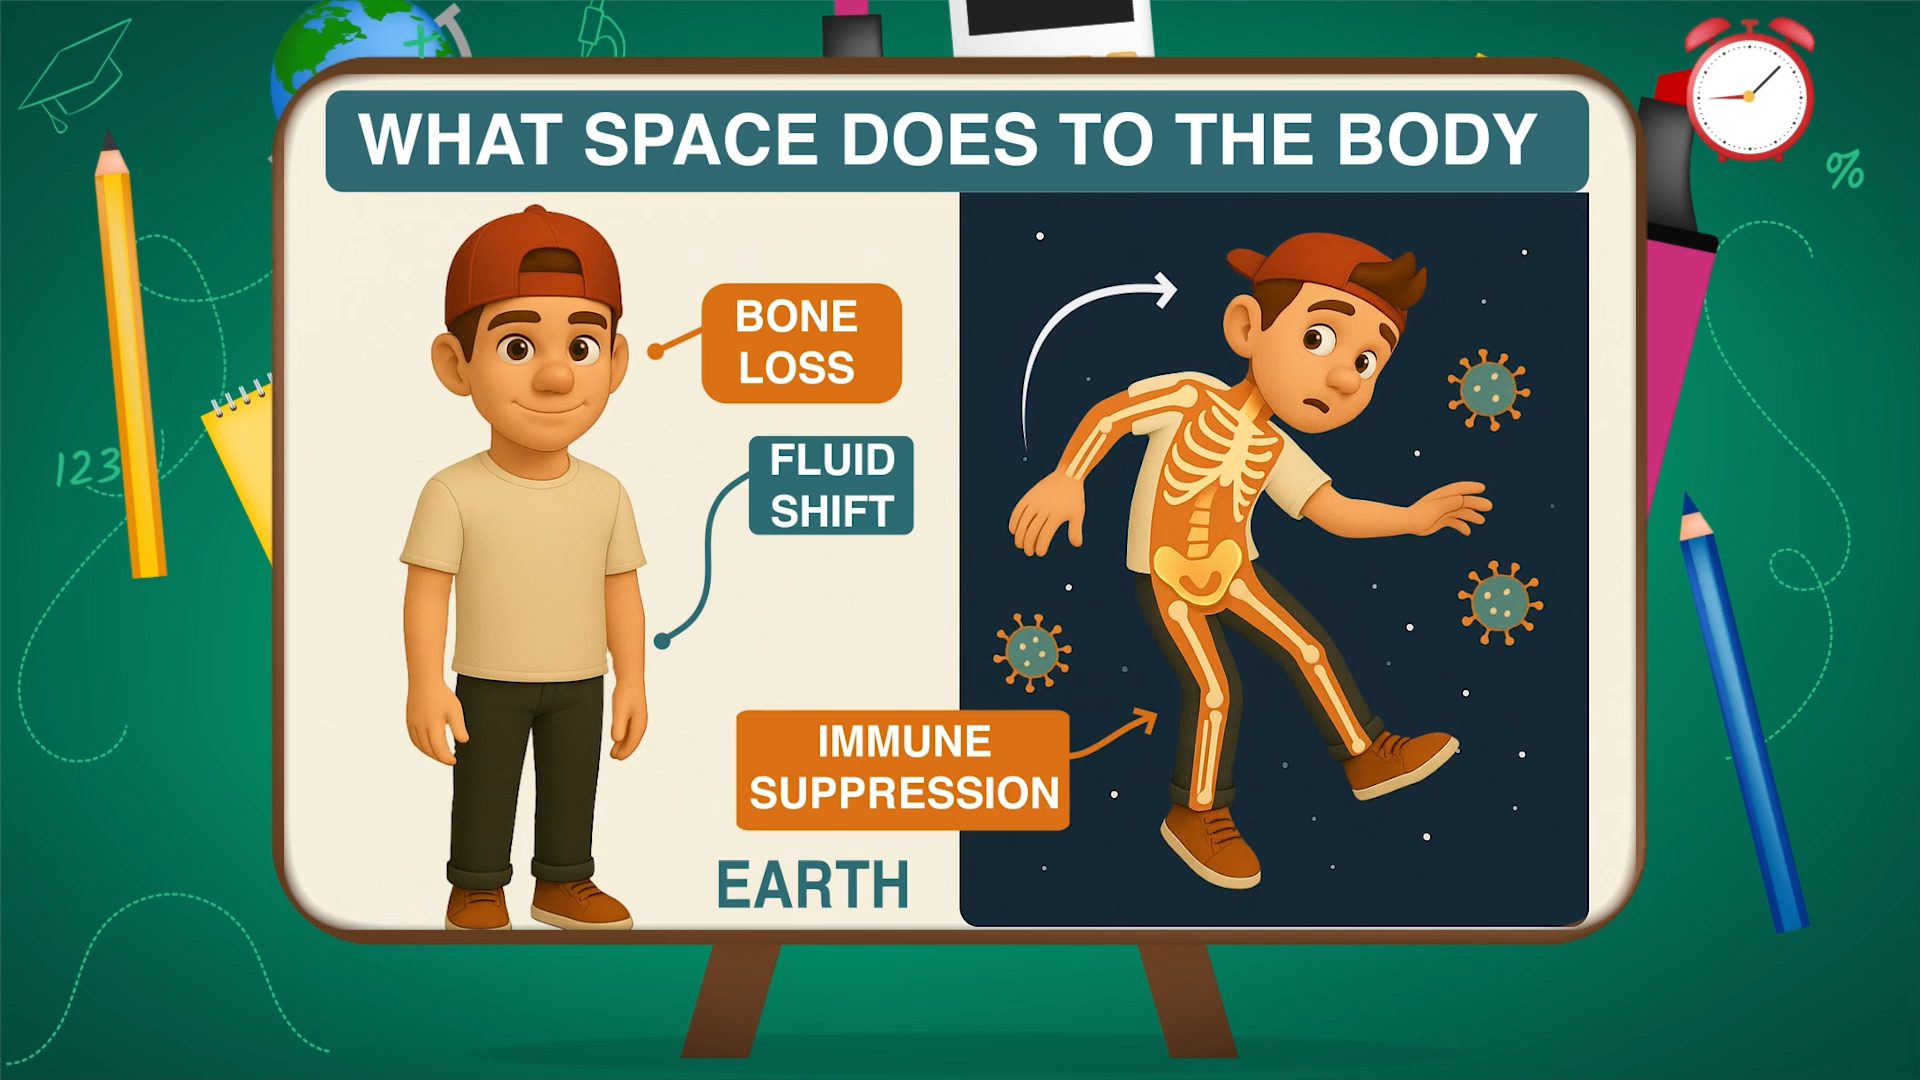 WHAT SPACE DOES TO THE BODY
BONE
LOSS
FLUID
SHIFT
IMMUNE
SUPPRESSION
EARTH
123
%
+